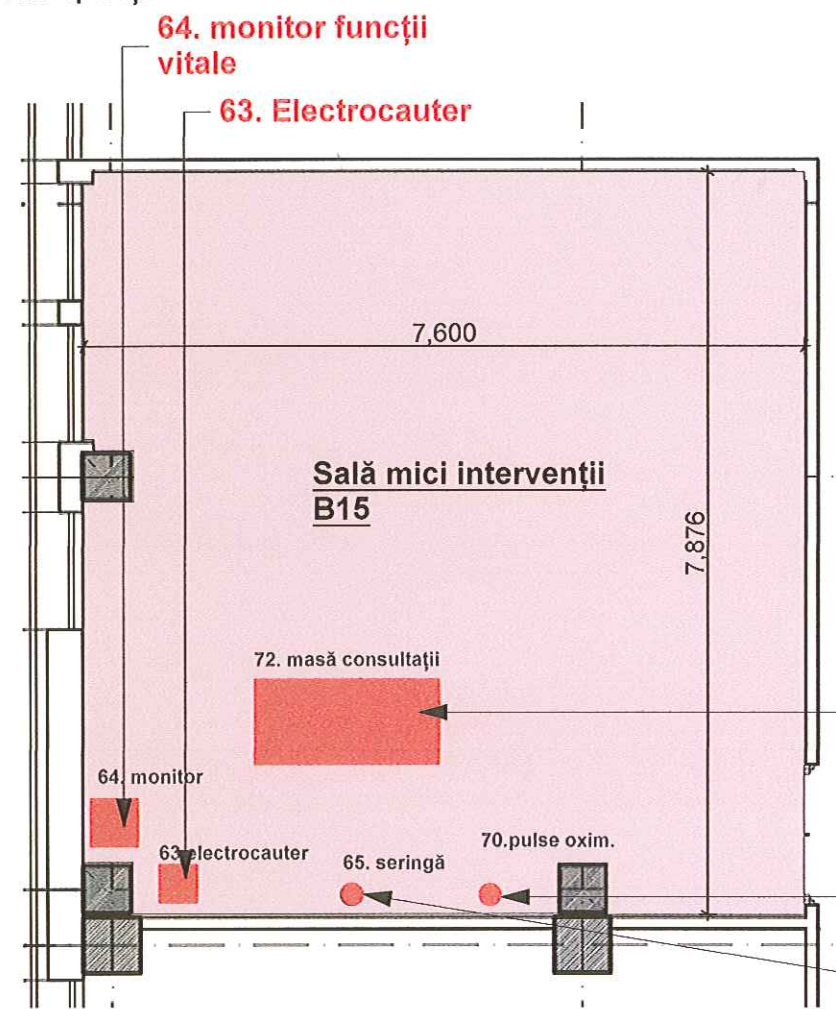 64. monitor funcții
vitale
63. Electrocauter
7,600
Sală mici intervenții
B15
7,876
72. masă consultații
64. monitor
63.electrocauter
65. seringă
70.pulse oxim.